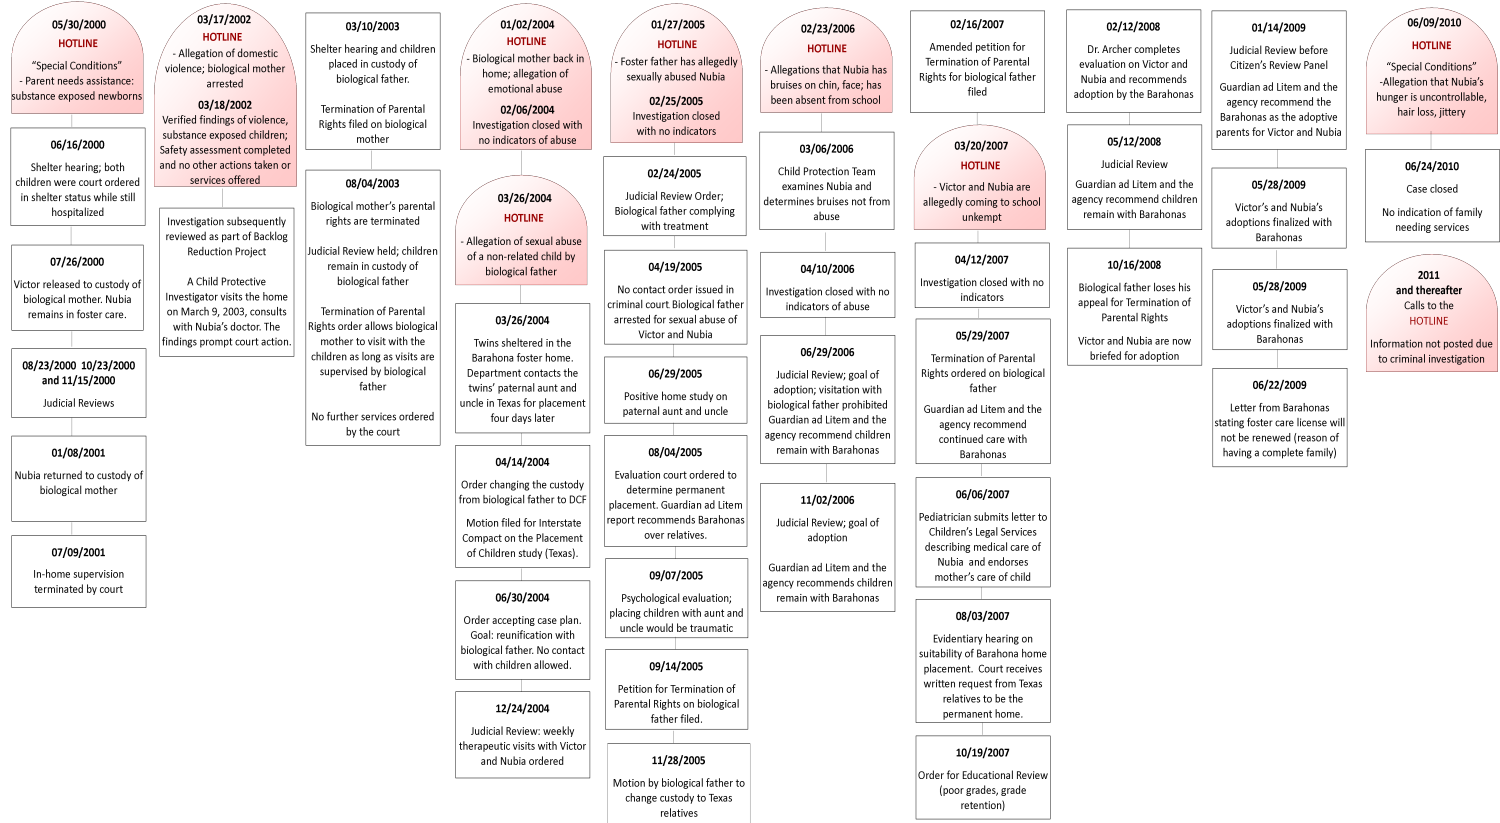 05/30/2000
HOTLINE
“Special Conditions”
- Parent needs assistance:
substance exposed newborns
06/16/2000
Shelter hearing; both
children were court ordered
in shelter status while still
hospitalized
07/26/2000
Victor released to custody of
biological mother. Nubia
remains in foster care.
08/23/2000 10/23/2000
and 11/15/2000
Judicial Reviews
01/08/2001
Nubia returned to custody of
biological mother
07/09/2001
In-home supervision
terminated by court
03/17/2002
HOTLINE
- Allegation of domestic
violence; biological mother
arrested
03/18/2002
Verified findings of violence,
substance exposed children;
Safety assessment completed
and no other actions taken or
services offered
Investigation subsequently
reviewed as part of Backlog
Reduction Project
A Child Protective
Investigator visits the home
on March 9, 2003, consults
with Nubia’s doctor. The
findings prompt court action.
03/10/2003
Shelter hearing and children
placed in custody of
biological father.
Termination of Parental
Rights filed on biological
mother
08/04/2003
Biological mother’s parental
rights are terminated
Judicial Review held; children
remain in custody of
biological father
Termination of Parental
Rights order allows biological
mother to visit with the
children as long as visits are
supervised by biological
father
No further services ordered
by the court
01/02/2004
HOTLINE
- Biological mother back in
home; allegation of
emotional abuse
02/06/2004
Investigation closed with
no indicators of abuse
03/26/2004
HOTLINE
- Allegation of sexual abuse
of a non-related child by
biological father
03/26/2004
Twins sheltered in the
Barahona foster home.
Department contacts the
twins’ paternal aunt and
uncle in Texas for placement
four days later
04/14/2004
Order changing the custody
from biological father to DCF
Motion filed for Interstate
Compact on the Placement
of Children study (Texas).
06/30/2004
Order accepting case plan.
Goal: reunification with
biological father. No contact
with children allowed.
12/24/2004
Judicial Review: weekly
therapeutic visits with Victor
and Nubia ordered
01/27/2005
HOTLINE
- Foster father has allegedly
sexually abused Nubia
02/25/2005
Investigation closed
with no indicators
02/24/2005
Judicial Review Order;
Biological father complying
with treatment
04/19/2005
No contact order issued in
criminal court Biological father
arrested for sexual abuse of
Victor and Nubia
06/29/2005
Positive home study on
paternal aunt and uncle
08/04/2005
Evaluation court ordered to
determine permanent
placement. Guardian ad Litem
report recommends Barahonas
over relatives.
09/07/2005
Psychological evaluation;
placing children with aunt and
uncle would be traumatic
09/14/2005
Petition for Termination of
Parental Rights on biological
father filed.
11/28/2005
Motion by biological father to
change custody to Texas
relatives
02/23/2006
HOTLINE
- Allegations that Nubia has
bruises on chin, face; has
been absent from school
03/06/2006
Child Protection Team
examines Nubia and
determines bruises not from
abuse
04/10/2006
Investigation closed with no
indicators of abuse
06/29/2006
Judicial Review; goal of
adoption; visitation with
biological father prohibited
Guardian ad Litem and the
agency recommend children
remain with Barahonas
11/02/2006
Judicial Review; goal of
adoption
Guardian ad Litem and the
agency recommends children
remain with Barahonas
02/16/2007
Amended petition for
Termination of Parental
Rights for biological father
filed
03/20/2007
HOTLINE
- Victor and Nubia are
allegedly coming to school
unkempt
04/12/2007
Investigation closed with no
indicators
05/29/2007
Termination of Parental
Rights ordered on biological
father
Guardian ad Litem and the
agency recommend
continued care with
Barahonas
06/06/2007
Pediatrician submits letter to
Children’s Legal Services
describing medical care of
Nubia and endorses
mother’s care of child
08/03/2007
Evidentiary hearing on
suitability of Barahona home
placement. Court receives
written request from Texas
relatives to be the
permanent home.
10/19/2007
Order for Educational Review
(poor grades, grade
retention)
02/12/2008
Dr. Archer completes
evaluation on Victor and
Nubia and recommends
adoption by the Barahonas
05/12/2008
Judicial Review
Guardian ad Litem and the
agency recommend children
remain with Barahonas
10/16/2008
Biological father loses his
appeal for Termination of
Parental Rights
Victor and Nubia are now
briefed for adoption
01/14/2009
Judicial Review before
Citizen’s Review Panel
Guardian ad Litem and the
agency recommend the
Barahonas as the adoptive
parents for Victor and Nubia
05/28/2009
Victor’s and Nubia’s
adoptions finalized with
Barahonas
05/28/2009
Victor’s and Nubia’s
adoptions finalized with
Barahonas
06/22/2009
Letter from Barahonas
stating foster care license will
not be renewed (reason of
having a complete family)
06/09/2010
HOTLINE
“Special Conditions”
-Allegation that Nubia’s
hunger is uncontrollable,
hair loss, jittery
06/24/2010
Case closed
No indication of family
needing services
2011
and thereafter
Calls to the
HOTLINE
Information not posted due
to criminal investigation